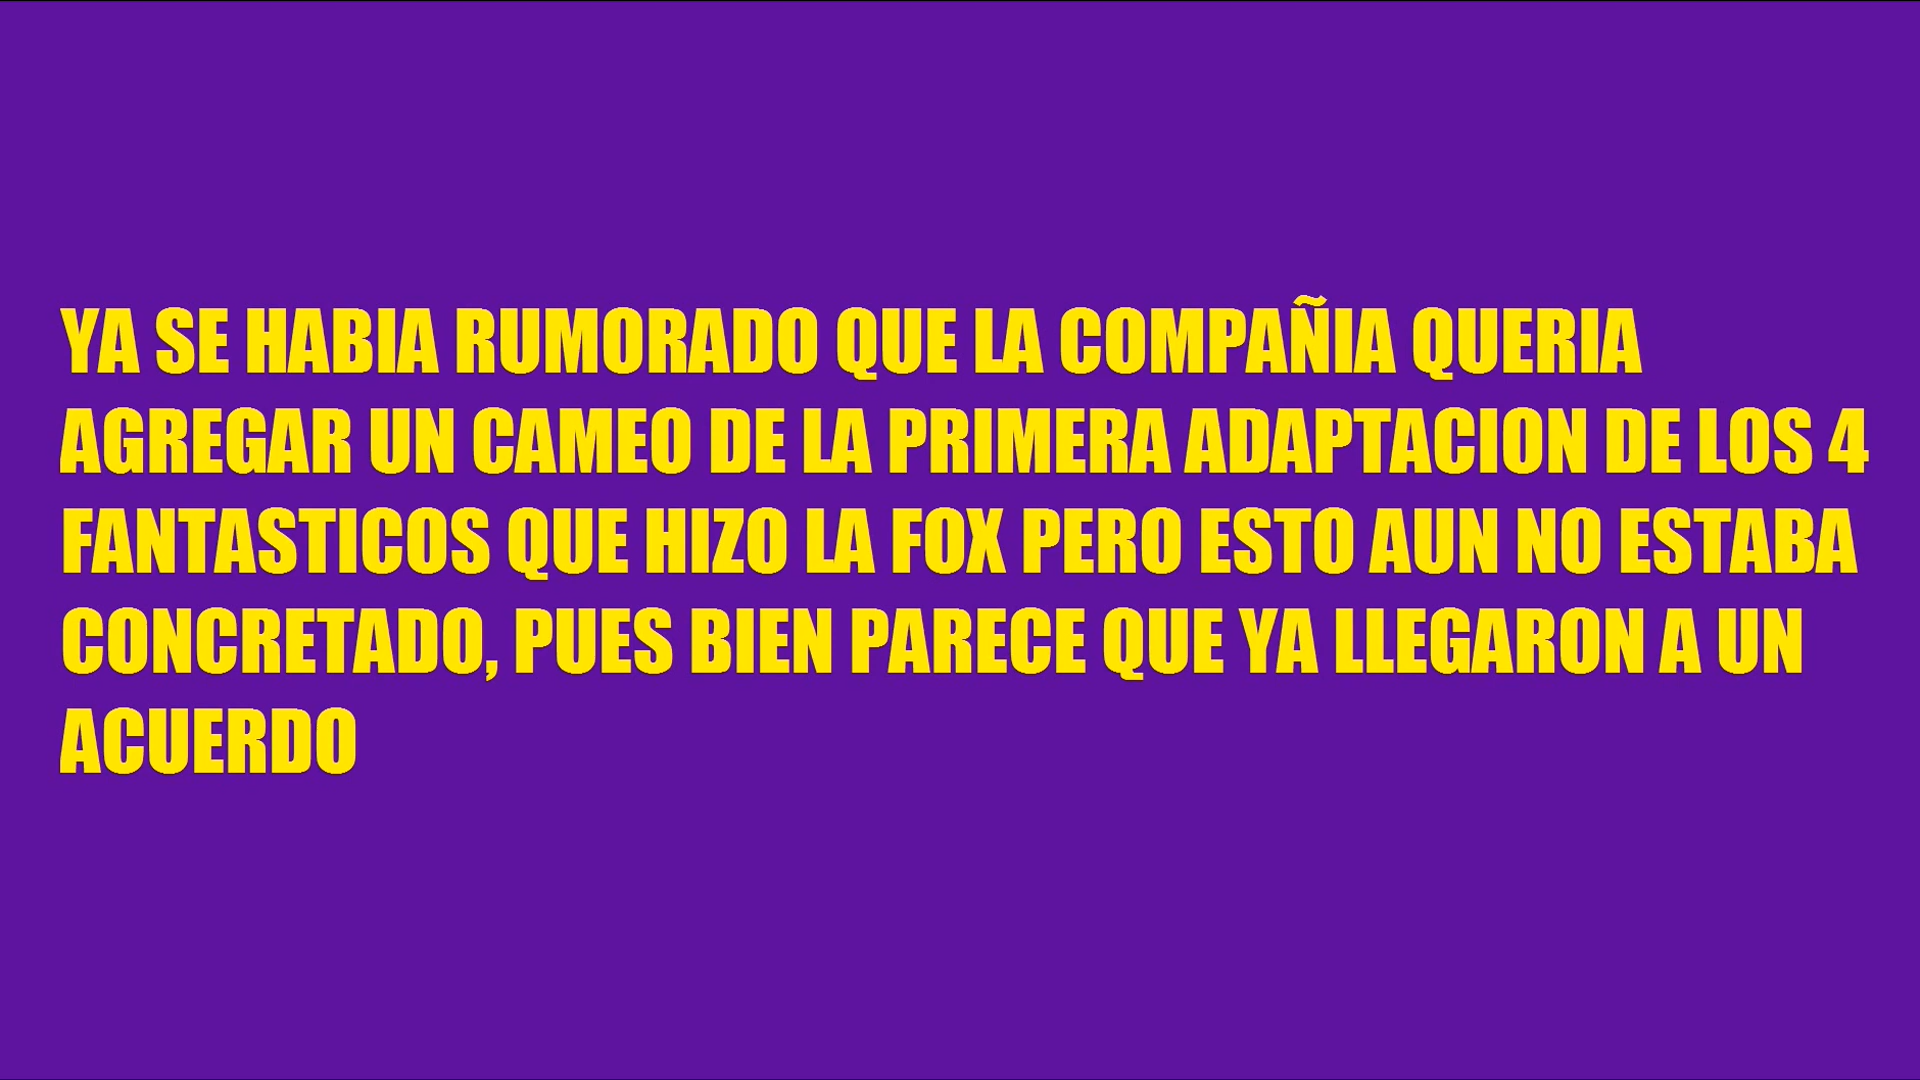 YA SE HABIA RUMORADO QUE LA COMPAÑIA QUERIA
AGREGAR UN CAMEO DE LA PRIMERA ADAPTACION DE LOS 4
FANTASTICOS QUE HIZO LA FOX PERO ESTO AUN NO ESTABA
CONCRETADO, PUES BIEN PARECE QUE YA LLEGARON A UN
ACUERDO